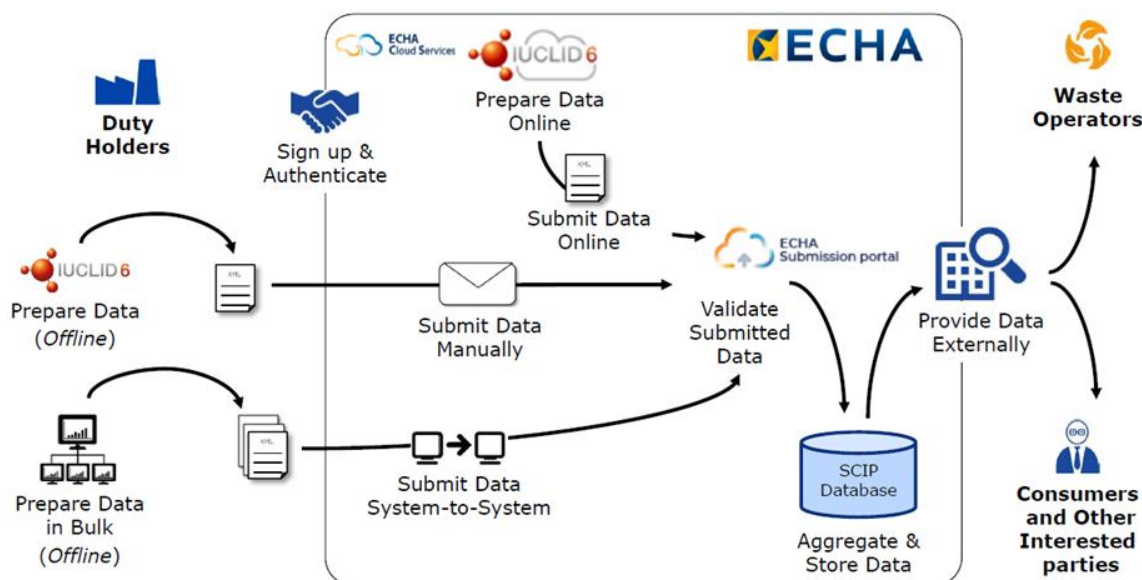 ECHA
Cloud Services
IUCLID 6
ECHA
Duty
Holders
Sign up &
Authenticate
Prepare Data
Online
Waste
Operators
XML
Submit Data
Online
ECHA
Submission portal
IUCLID 6
XML
Prepare Data
(Offline)
Submit Data
Manually
Validate
Submitted
Data
Provide Data
Externally
XML
Prepare Data
in Bulk
(Offline)
Submit Data
System-to-System
SCIP
Database
Aggregate &
Store Data
Consumers
and Other
Interested
parties